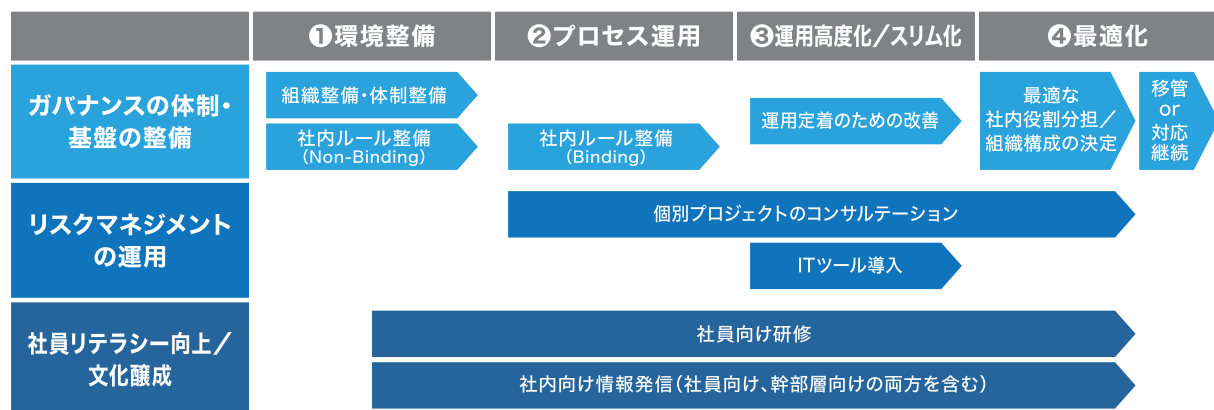 ❶環境整備
❷プロセス運用
❸運用高度化／スリム化
❹最適化
ガバナンスの体制・
基盤の整備
組織整備・体制整備
社内ルール整備
(Non-Binding)
社内ルール整備
(Binding)
運用定着のための改善
最適な
社内役割分担／
組織構成の決定
移管
or
対応
継続
リスクマネジメント
の運用
個別プロジェクトのコンサルテーション
ITツール導入
社員リテラシー向上／
文化醸成
社員向け研修
社内向け情報発信（社員向け、幹部層向けの両方を含む）